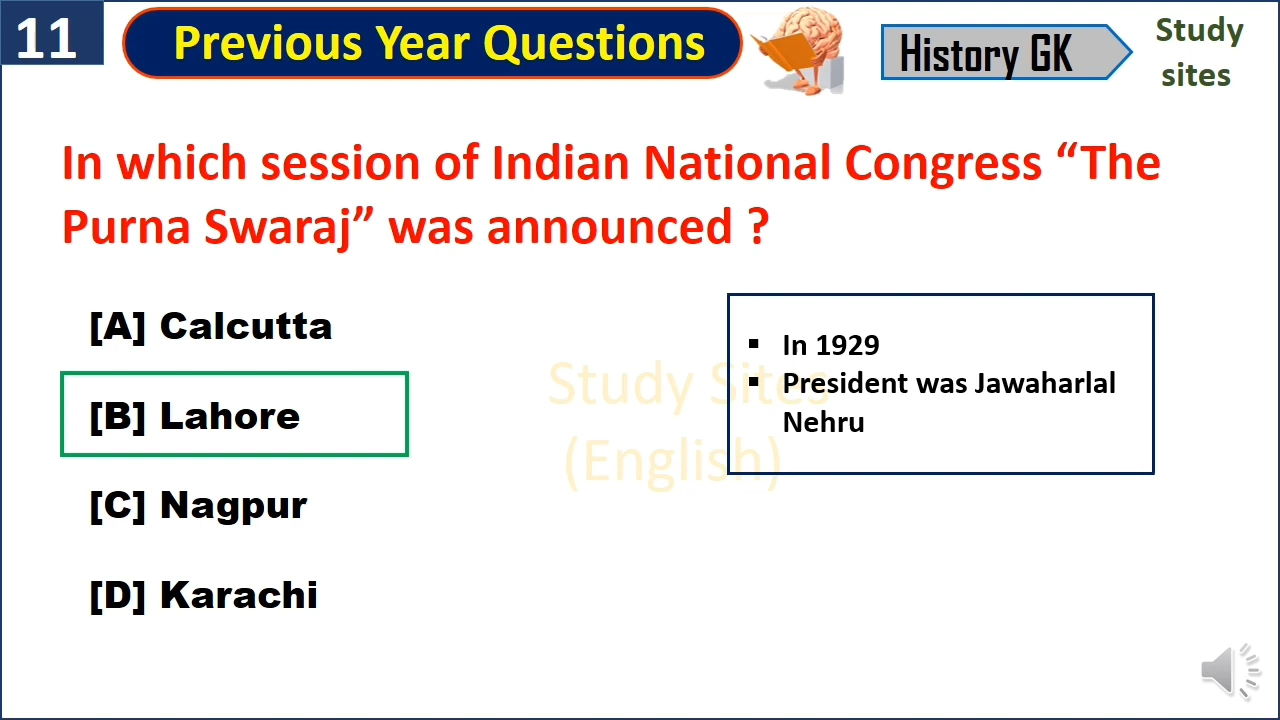 11
Previous Year Questions
History GK
Study
sites
In which session of Indian National Congress “The
Purna Swaraj” was announced ?
[A] Calcutta
[B] Lahore
[C] Nagpur
[D] Karachi
▪ In 1929
▪ President was Jawaharlal
Nehru
Study Sites
(English)